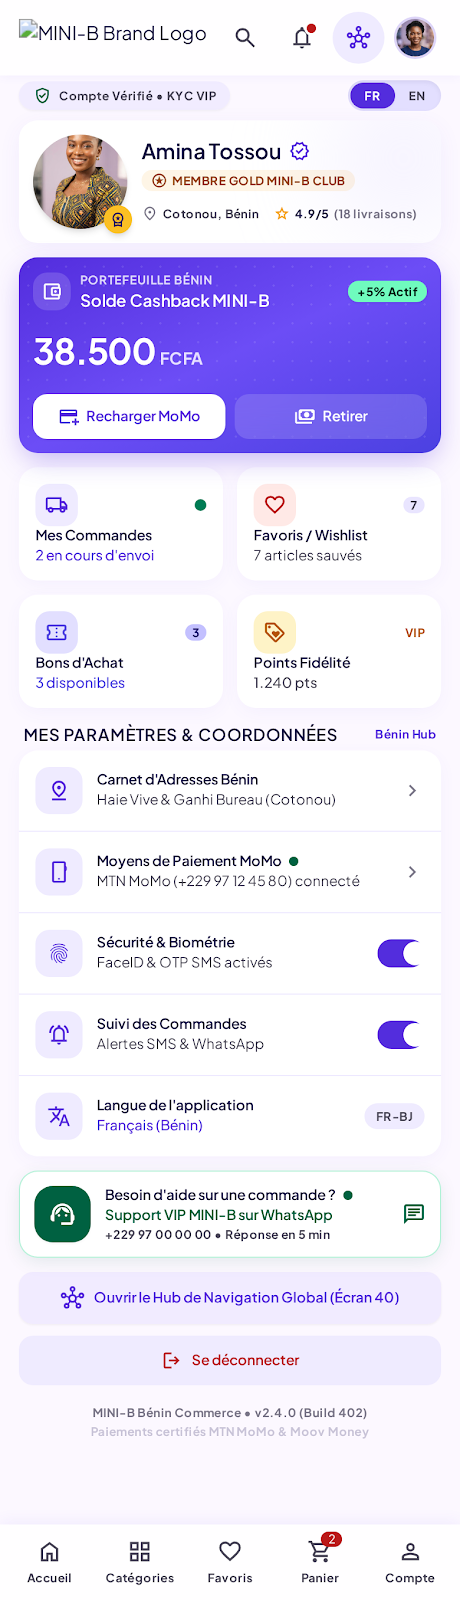 MINI-B Brand Logo
Compte Vérifié • KYC VIP
FR EN
Amina Tossou
MEMBRE GOLD MINI-B CLUB
Cotonou, Bénin 4.9/5 (18 livraisons)
PORTEFEUILLE BÉNIN
Solde Cashback MINI-B
+5% Actif
38.500 FCFA
Recharger MoMo
Retirer
Mes Commandes
2 en cours d'envoi
7
Favoris / Wishlist
7 articles sauvés
3
Bons d'Achat
3 disponibles
VIP
Points Fidélité
1.240 pts
MES PARAMÈTRES & COORDONNÉES
Bénin Hub
Carnet d'Adresses Bénin
Haie Vive & Ganhi Bureau (Cotonou)
Moyens de Paiement MoMo
MTN MoMo (+229 97 12 45 80) connecté
Sécurité & Biométrie
FaceID & OTP SMS activés
Suivi des Commandes
Alertes SMS & WhatsApp
Langue de l'application
Français (Bénin)
FR-BJ
Besoin d'aide sur une commande ?
Support VIP MINI-B sur WhatsApp
+229 97 00 00 00 • Réponse en 5 min
Ouvrir le Hub de Navigation Global (Écran 40)
Se déconnecter
MINI-B Bénin Commerce • v2.4.0 (Build 402)
Paiements certifiés MTN MoMo & Moov Money
2
Accueil Catégories Favoris Panier Compte